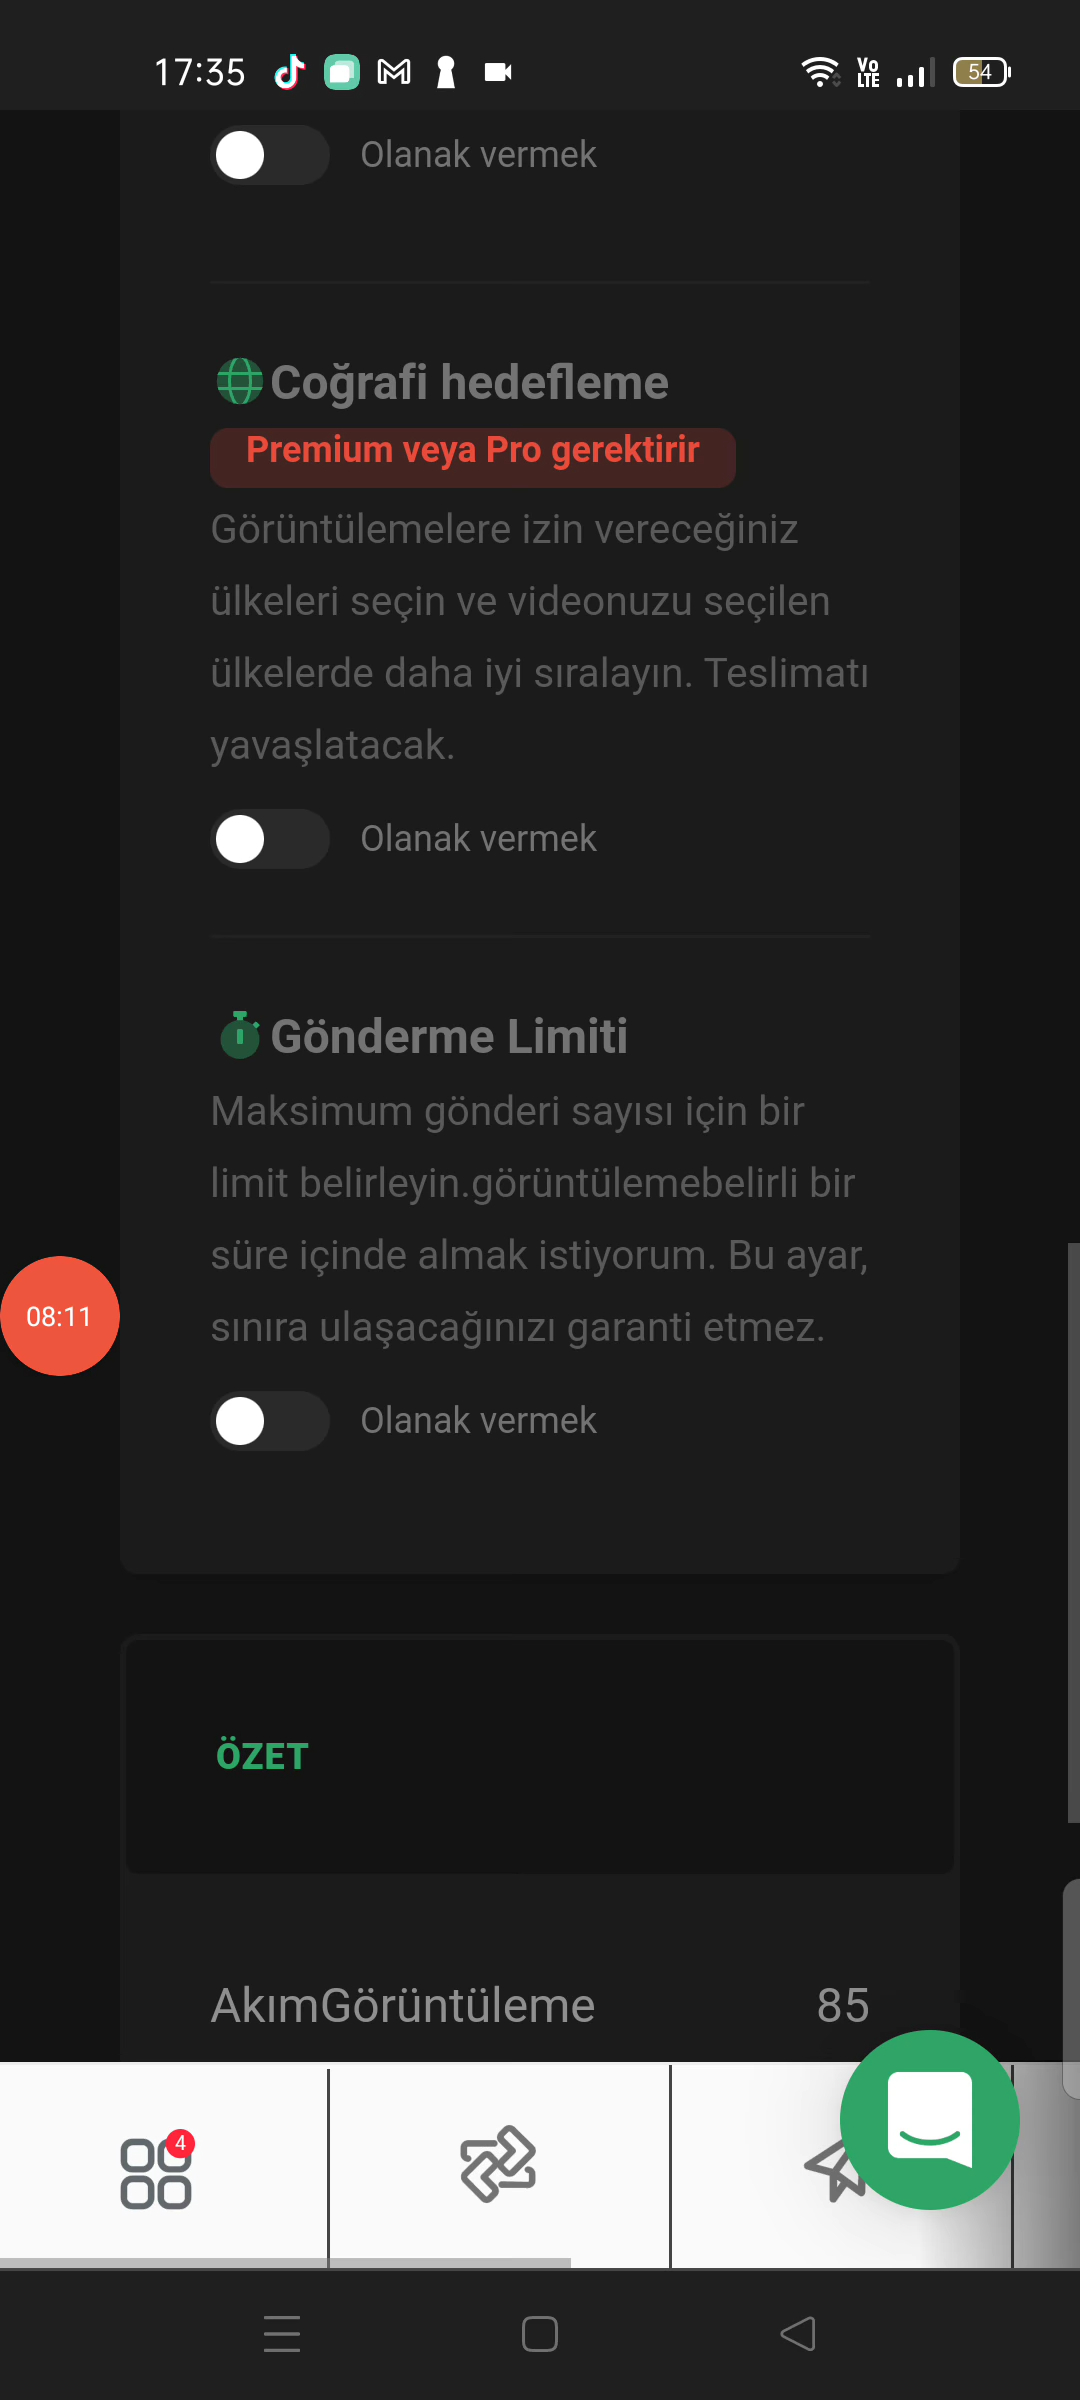 17:35
Vo LTE
54
Olanak vermek
Coğrafi hedefleme
Premium veya Pro gerektirir
Görüntülemelere izin vereceğiniz
ülkeleri seçin ve videonuzu seçilen
ülkelerde daha iyi sıralayın. Teslimatı
yavaşlatacak.
Olanak vermek
Gönderme Limiti
Maksimum gönderi sayısı için bir
limit belirleyin.görüntülemebelirli bir
süre içinde almak istiyorum. Bu ayar,
sınıra ulaşacağınızı garanti etmez.
08:11
Olanak vermek
ÖZET
AkımGörüntüleme 85
4